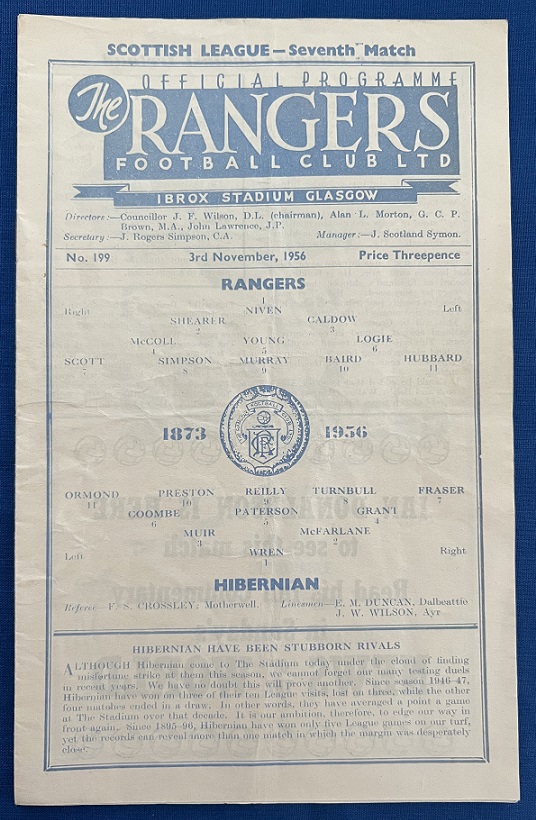 SCOTTISH LEAGUE — Seventh Match
OFFICIAL PROGRAMME
The RANGERS
FOOTBALL CLUB LTD
IBROX STADIUM GLASGOW
Directors:—Councillor J. F. Wilson, D.L. (chairman), Alan L. Morton, G. C. P.
Brown, M.A., John Lawrence, J.P.
Secretary:—J. Rogers Simpson, C.A. Manager:—J. Scotland Symon.
No. 199 3rd November, 1956 Price Threepence
RANGERS
1
Right NIVEN Left
SHEARER CALDOW
2 3
McCOLL YOUNG LOGIE
4 5 6
SCOTT SIMPSON MURRAY BAIRD HUBBARD
7 8 9 10 11
1873 1956
ORMOND PRESTON REILLY TURNBULL FRASER
11 10 9 8 7
COOMBE PATERSON GRANT
6 5 4
MUIR McFARLANE
3 2
Left WREN Right
1
HIBERNIAN
Referee—F. S. CROSSLEY, Motherwell. Linesmen—E. M. DUNCAN, Dalbeattie
J. W. WILSON, Ayr
HIBERNIAN HAVE BEEN STUBBORN RIVALS
ALTHOUGH Hibernian come to The Stadium today under the cloud of finding
misfortune strike at them this season, we cannot forget our many testing duels
in recent years. We have no doubt this will prove another. Since season 1946-47,
Hibernian have won on three of their ten League visits, lost on three, while the other
four matches ended in a draw. In other words, they have averaged a point a game
at The Stadium over that decade. It is our ambition, therefore, to edge our way in
front again. Since 1895-96, Hibernian have won only five League games on our turf,
yet the records can reveal more than one match in which the margin was desperately
close.